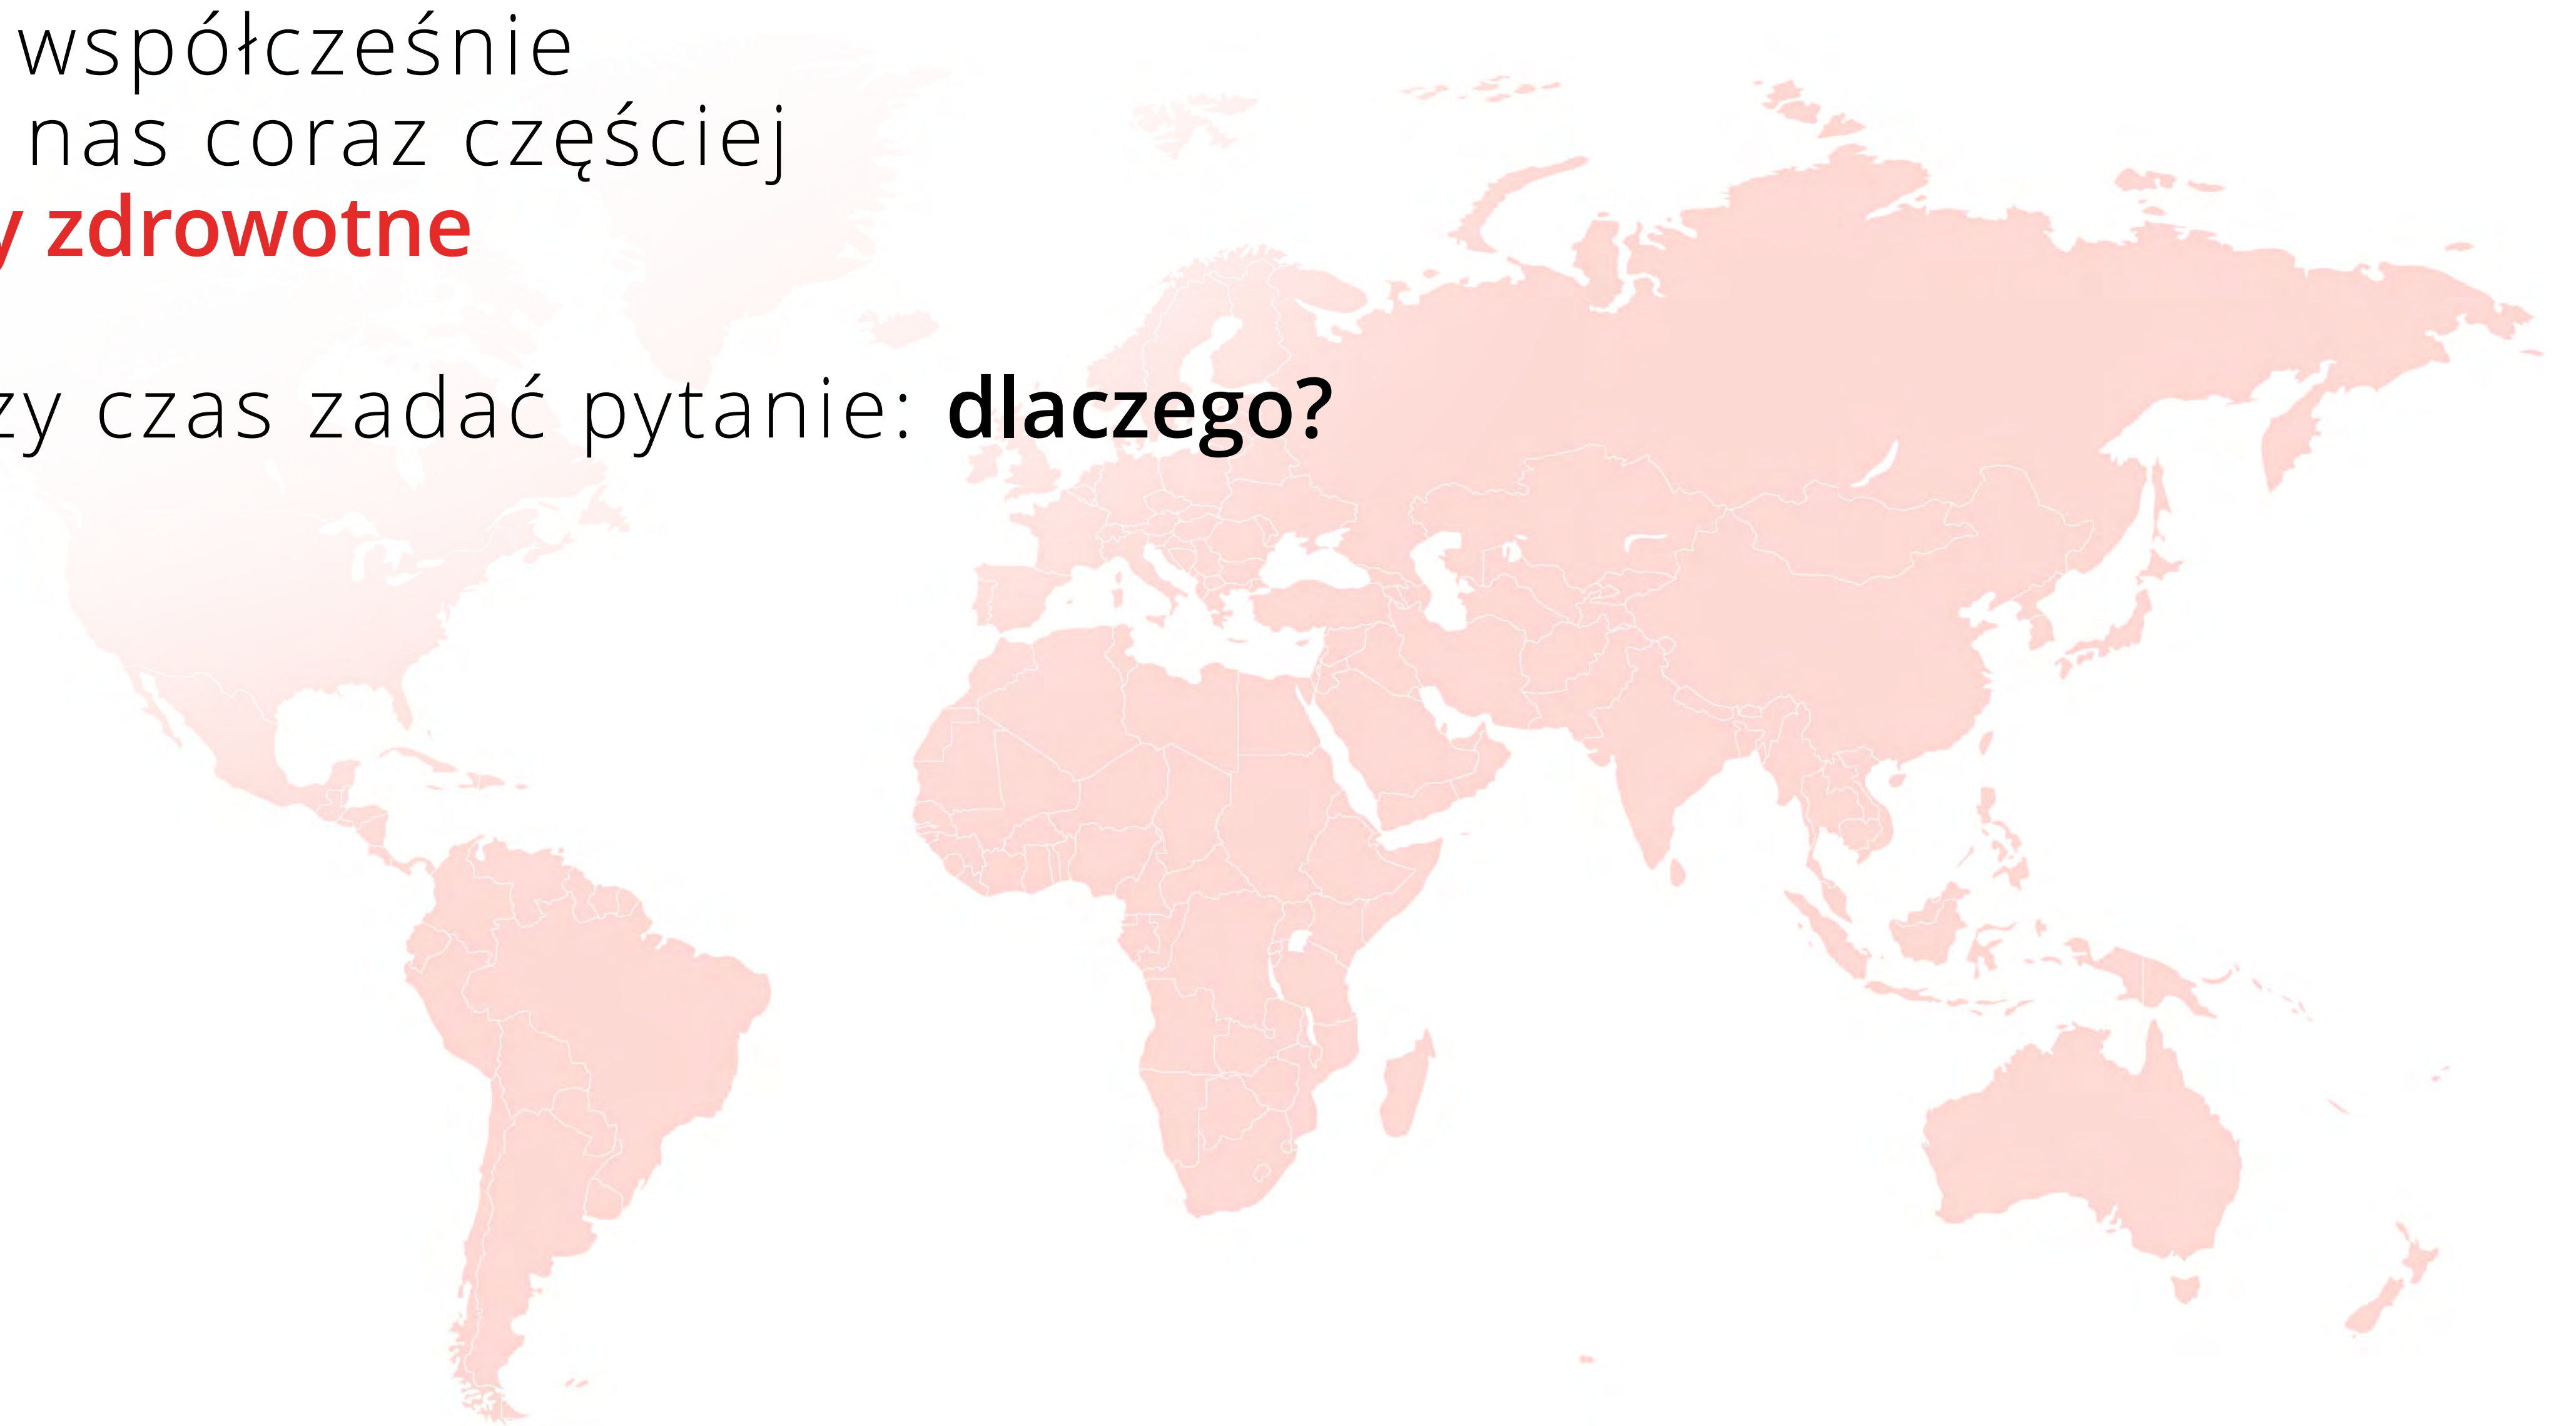 współcześnie
nas coraz częściej
y zdrowotne
zy czas zadać pytanie: dlaczego?